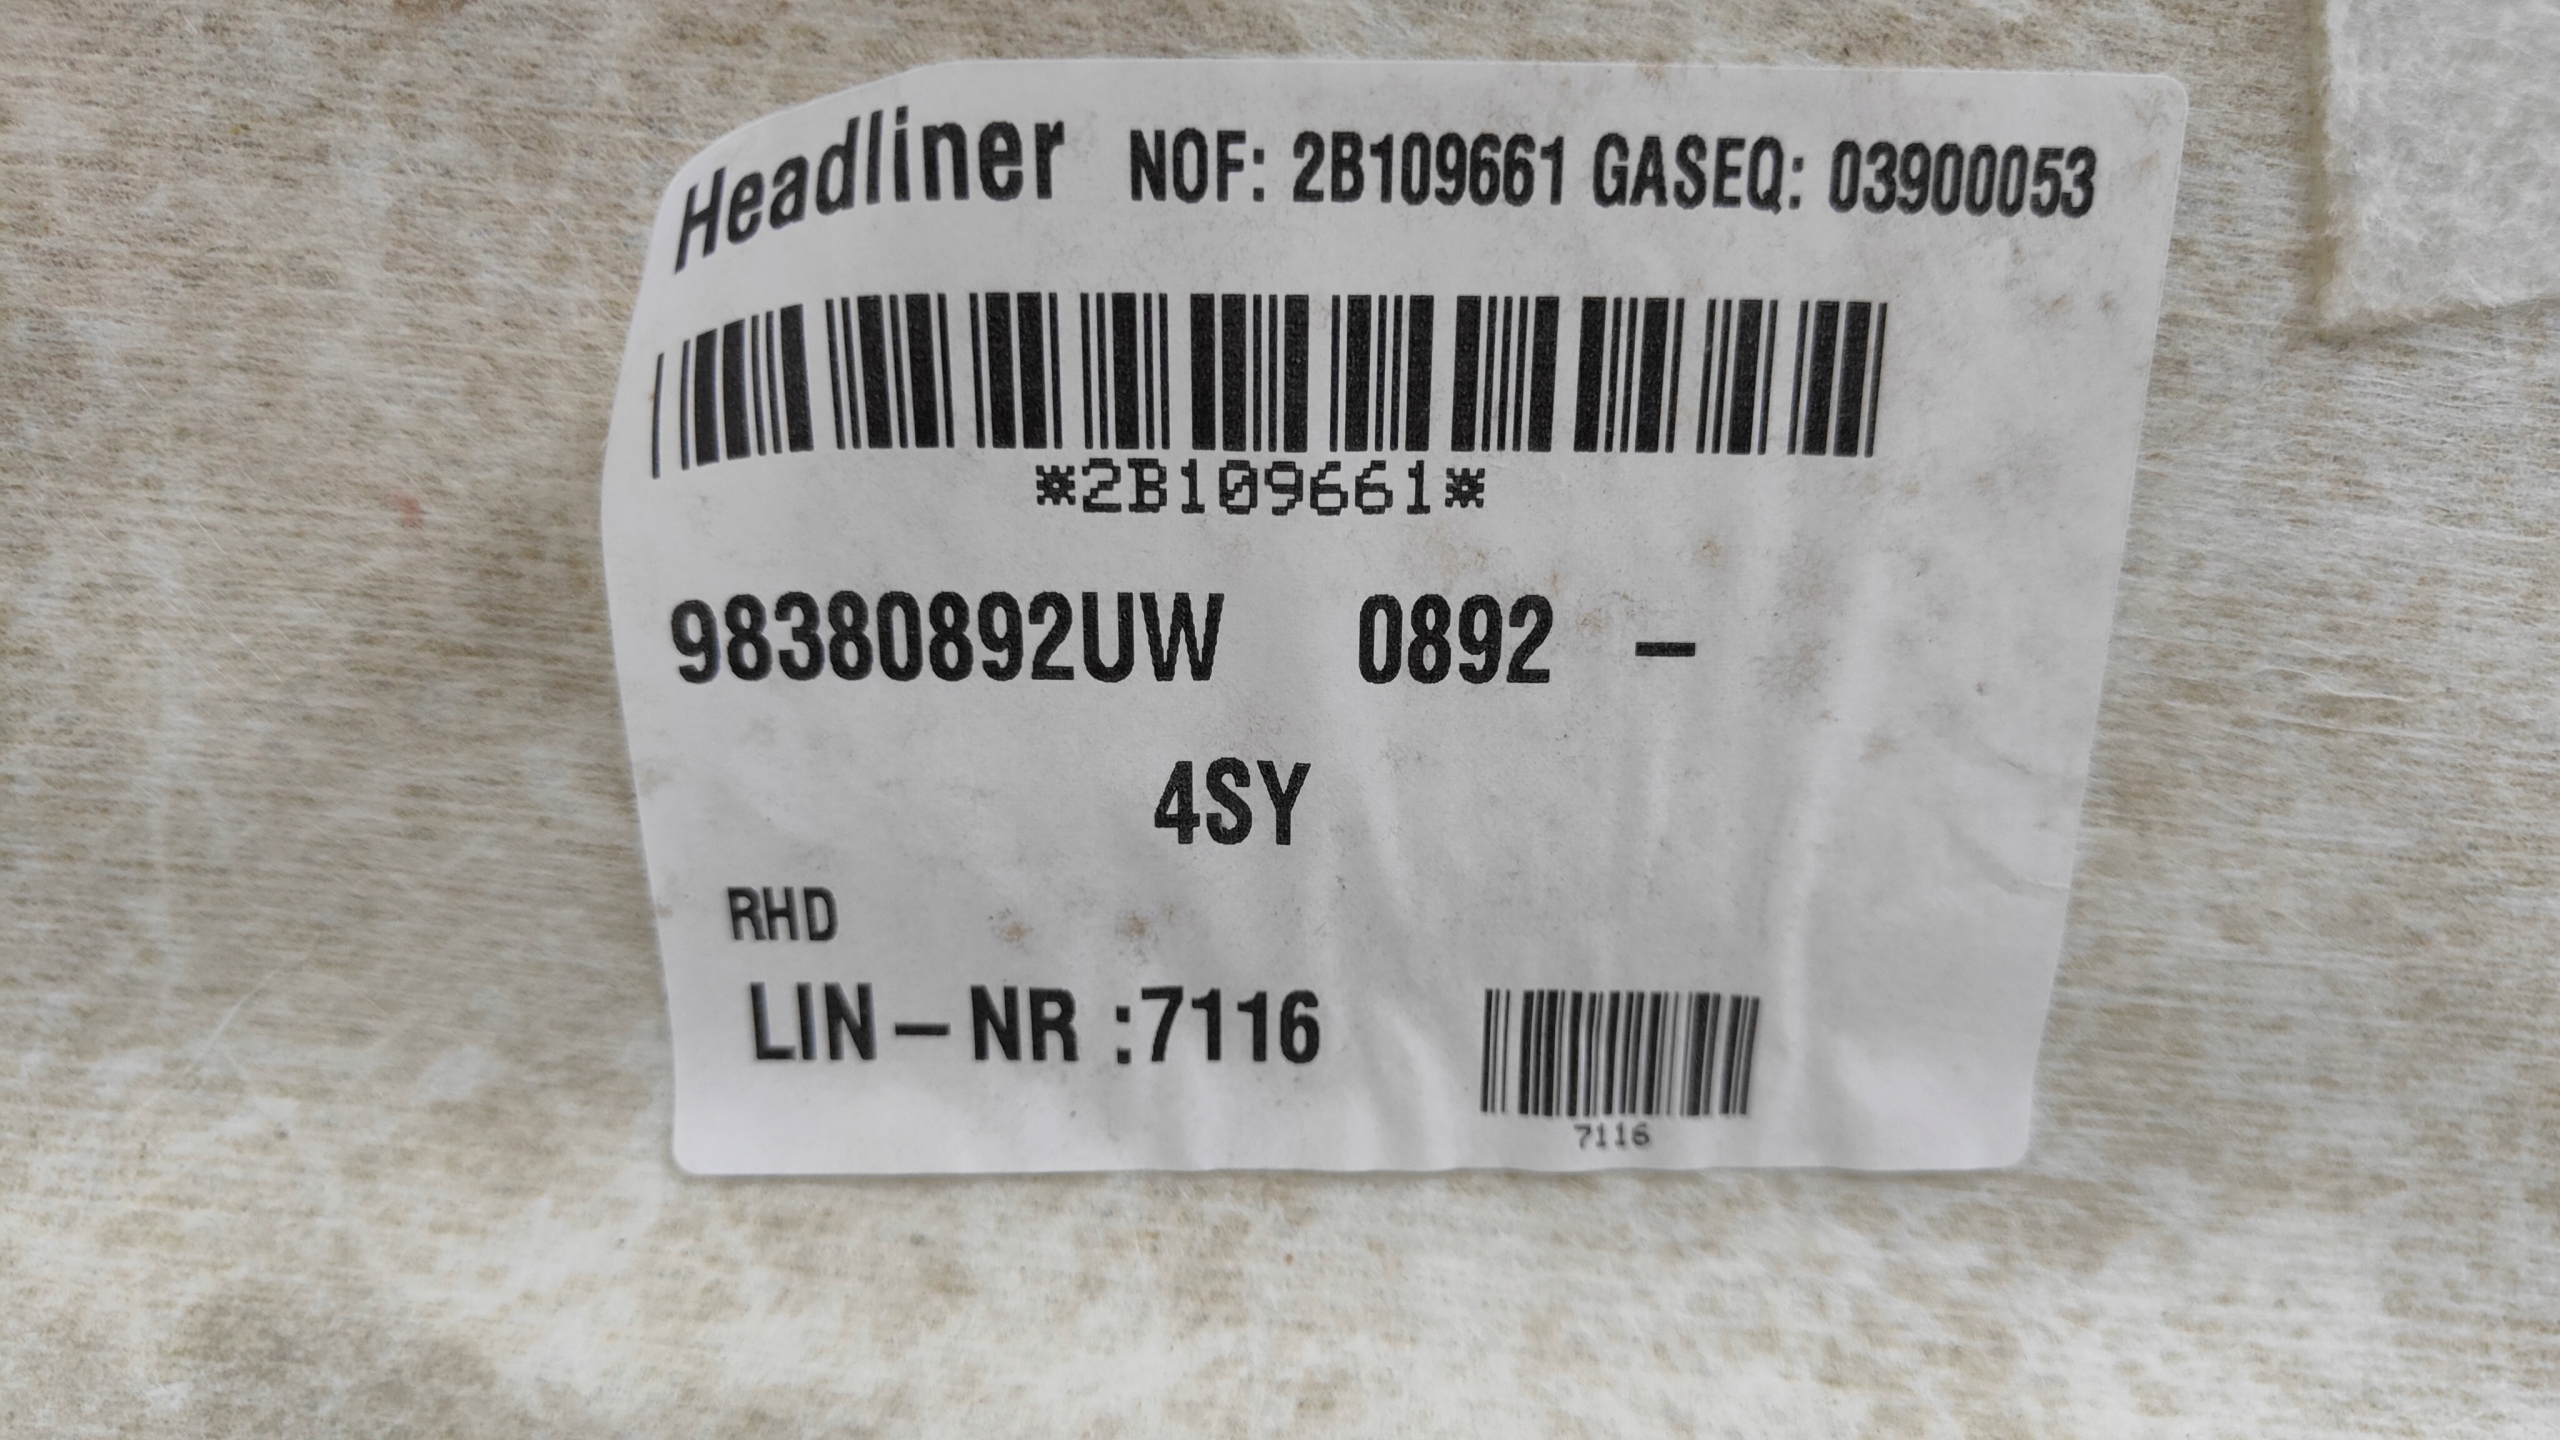 Headliner NOF: 2B109661 GASEQ: 03900053
*2B109661*
98380892UW 0892 –
4SY
RHD
LIN – NR :7116
7116